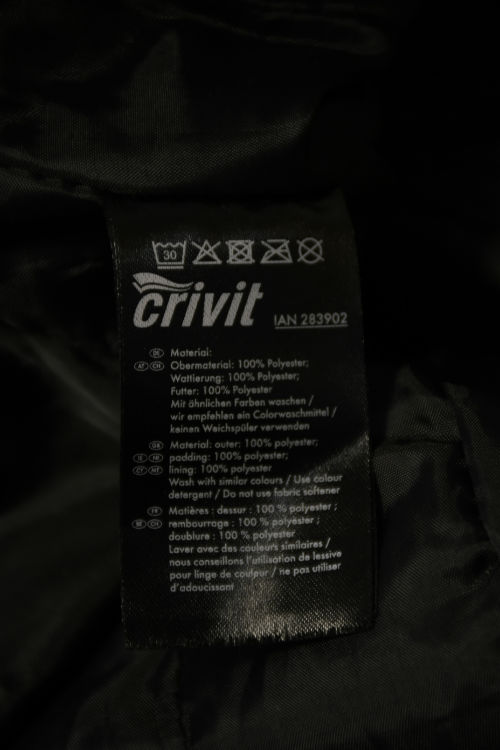 30
crivit IAN 283902
DE Material:
AT CH Obermaterial: 100% Polyester;
Wattierung: 100% Polyester;
Futter: 100% Polyester
Mit ähnlichen Farben waschen /
wir empfehlen ein Colorwaschmittel /
keinen Weichspüler verwenden
GB Material: outer: 100% polyester;
IE NI padding: 100% polyester;
CY MT lining: 100% polyester
Wash with similar colours / Use colour
detergent / Do not use fabric softener
FR Matières : dessur : 100 % polyester ;
BE CH rembourrage : 100 % polyester ;
doublure : 100 % polyester
Laver avec des couleurs similaires /
nous conseillons l'utilisation de lessive
pour linge de couleur / ne pas utiliser
d'adoucissant